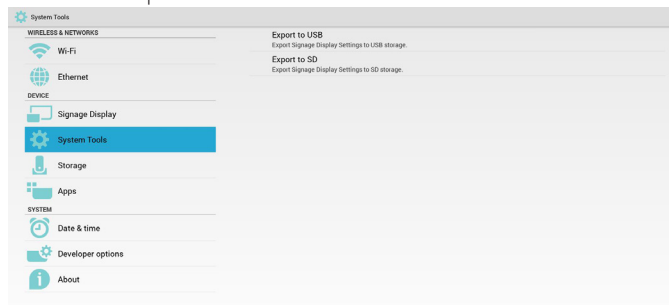 System Tools
WIRELESS & NETWORKS
Wi-Fi
Ethernet
DEVICE
Signage Display
System Tools
Storage
Apps
SYSTEM
Date & time
Developer options
About
Export to USB
Export Signage Display Settings to USB storage.
Export to SD
Export Signage Display Settings to SD storage.